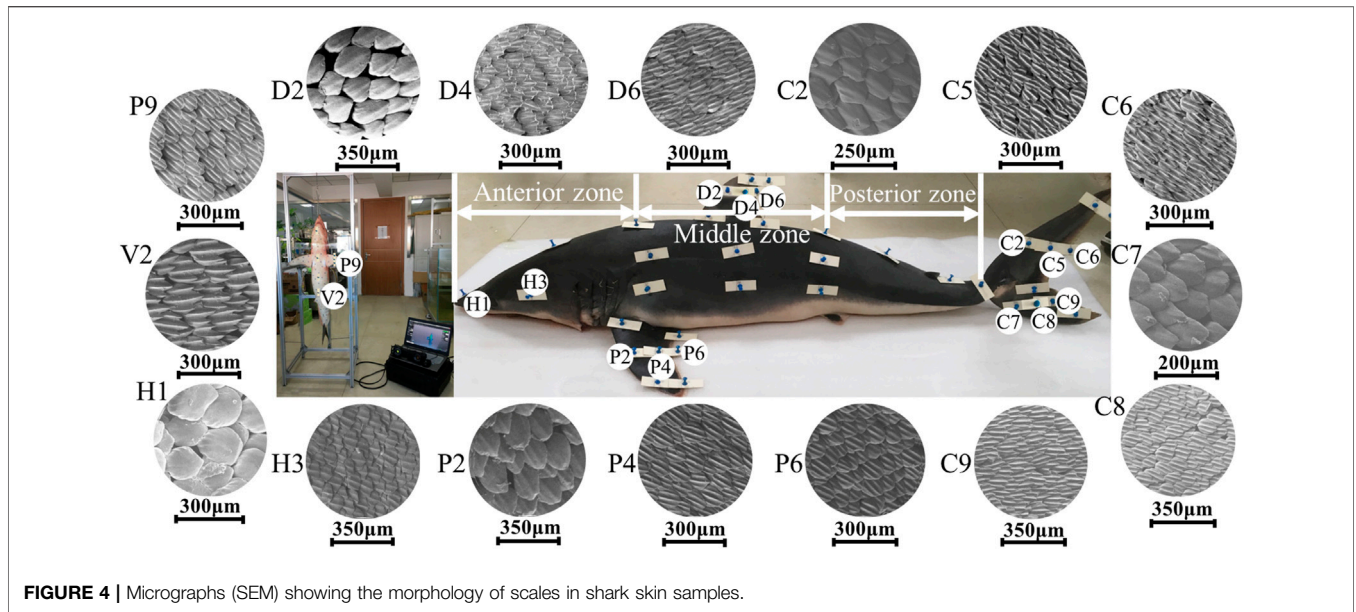 D2
D4
D6
C2
C5
350μm
300μm
300μm
250μm
300μm
P9
300μm
V2
300μm
H1
300μm
C6
300μm
C7
200μm
C8
350μm
P9
V2
Anterior zone
Middle zone
Posterior zone
D2
D4
D6
H1
H3
P2
P4
P6
C2
C5
C6
C7
C8
C9
H3
P2
P4
P6
C9
350μm
350μm
300μm
300μm
350μm
FIGURE 4 | Micrographs (SEM) showing the morphology of scales in shark skin samples.